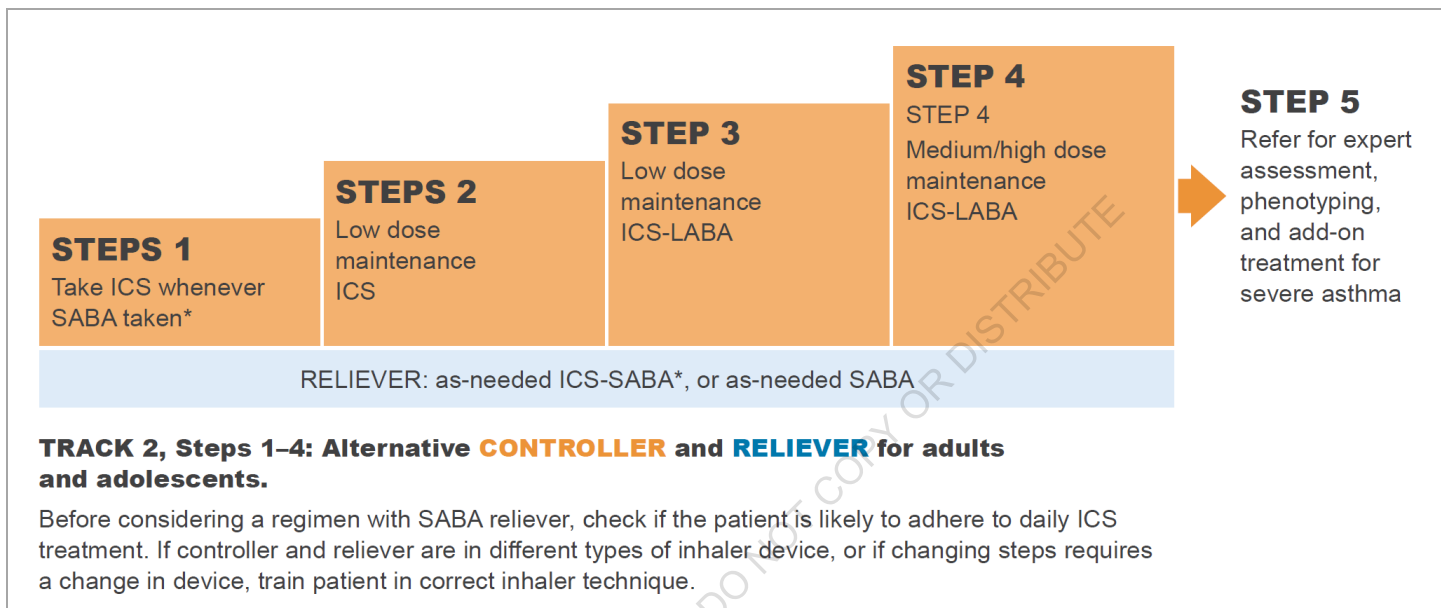 STEPS 1
Take ICS whenever
SABA taken*
STEPS 2
Low dose
maintenance
ICS
STEP 3
Low dose
maintenance
ICS-LABA
STEP 4
STEP 4
Medium/high dose
maintenance
ICS-LABA
STEP 5
Refer for expert
assessment,
phenotyping,
and add-on
treatment for
severe asthma
RELIEVER: as-needed ICS-SABA*, or as-needed SABA
TRACK 2, Steps 1–4: Alternative CONTROLLER and RELIEVER for adults
and adolescents.
Before considering a regimen with SABA reliever, check if the patient is likely to adhere to daily ICS
treatment. If controller and reliever are in different types of inhaler device, or if changing steps requires
a change in device, train patient in correct inhaler technique.
DO NOT COPY OR DISTRIBUTE